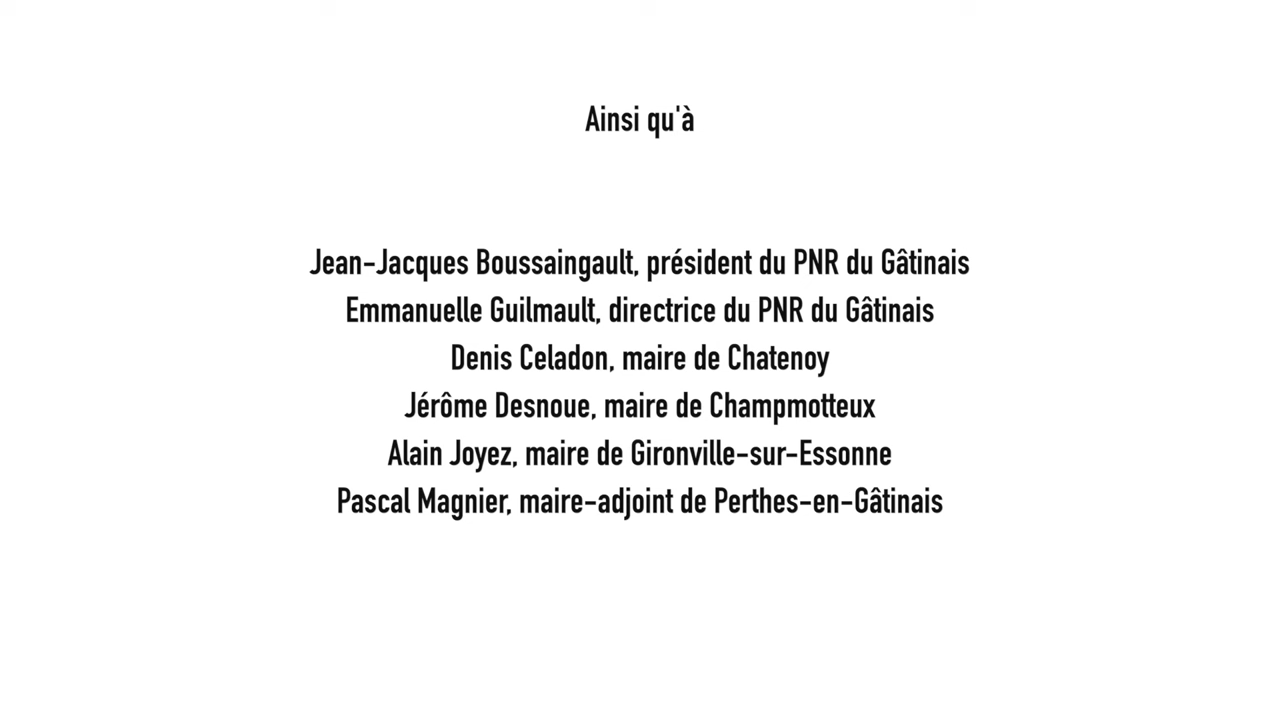 Ainsi qu'à
Jean-Jacques Boussaingault, président du PNR du Gâtinais
Emmanuelle Guilmault, directrice du PNR du Gâtinais
Denis Celadon, maire de Chatenoy
Jérôme Desnoue, maire de Champmotteux
Alain Joyez, maire de Gironville-sur-Essonne
Pascal Magnier, maire-adjoint de Perthes-en-Gâtinais